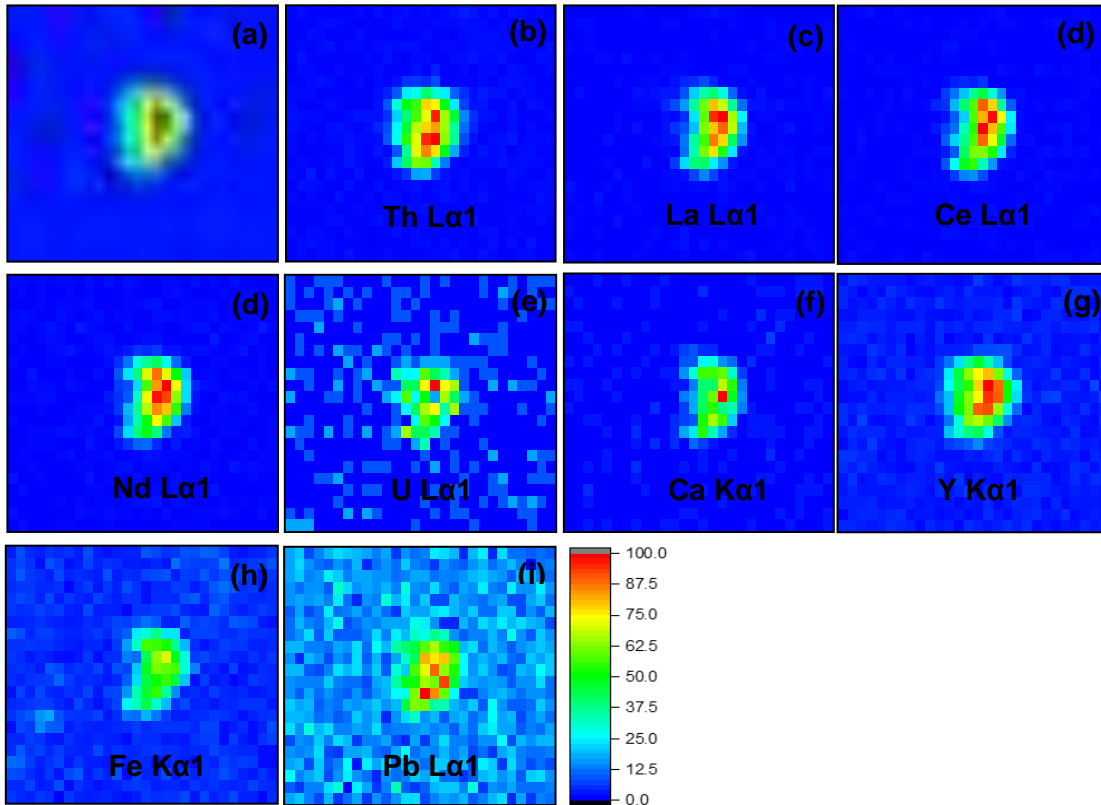 (a)
(b)
Th Lα1
(c)
La Lα1
(d)
Ce Lα1
(d)
Nd Lα1
(e)
U Lα1
(f)
Ca Kα1
(g)
Y Kα1
(h)
Fe Kα1
(i)
Pb Lα1
100.0
87.5
75.0
62.5
50.0
37.5
25.0
12.5
0.0